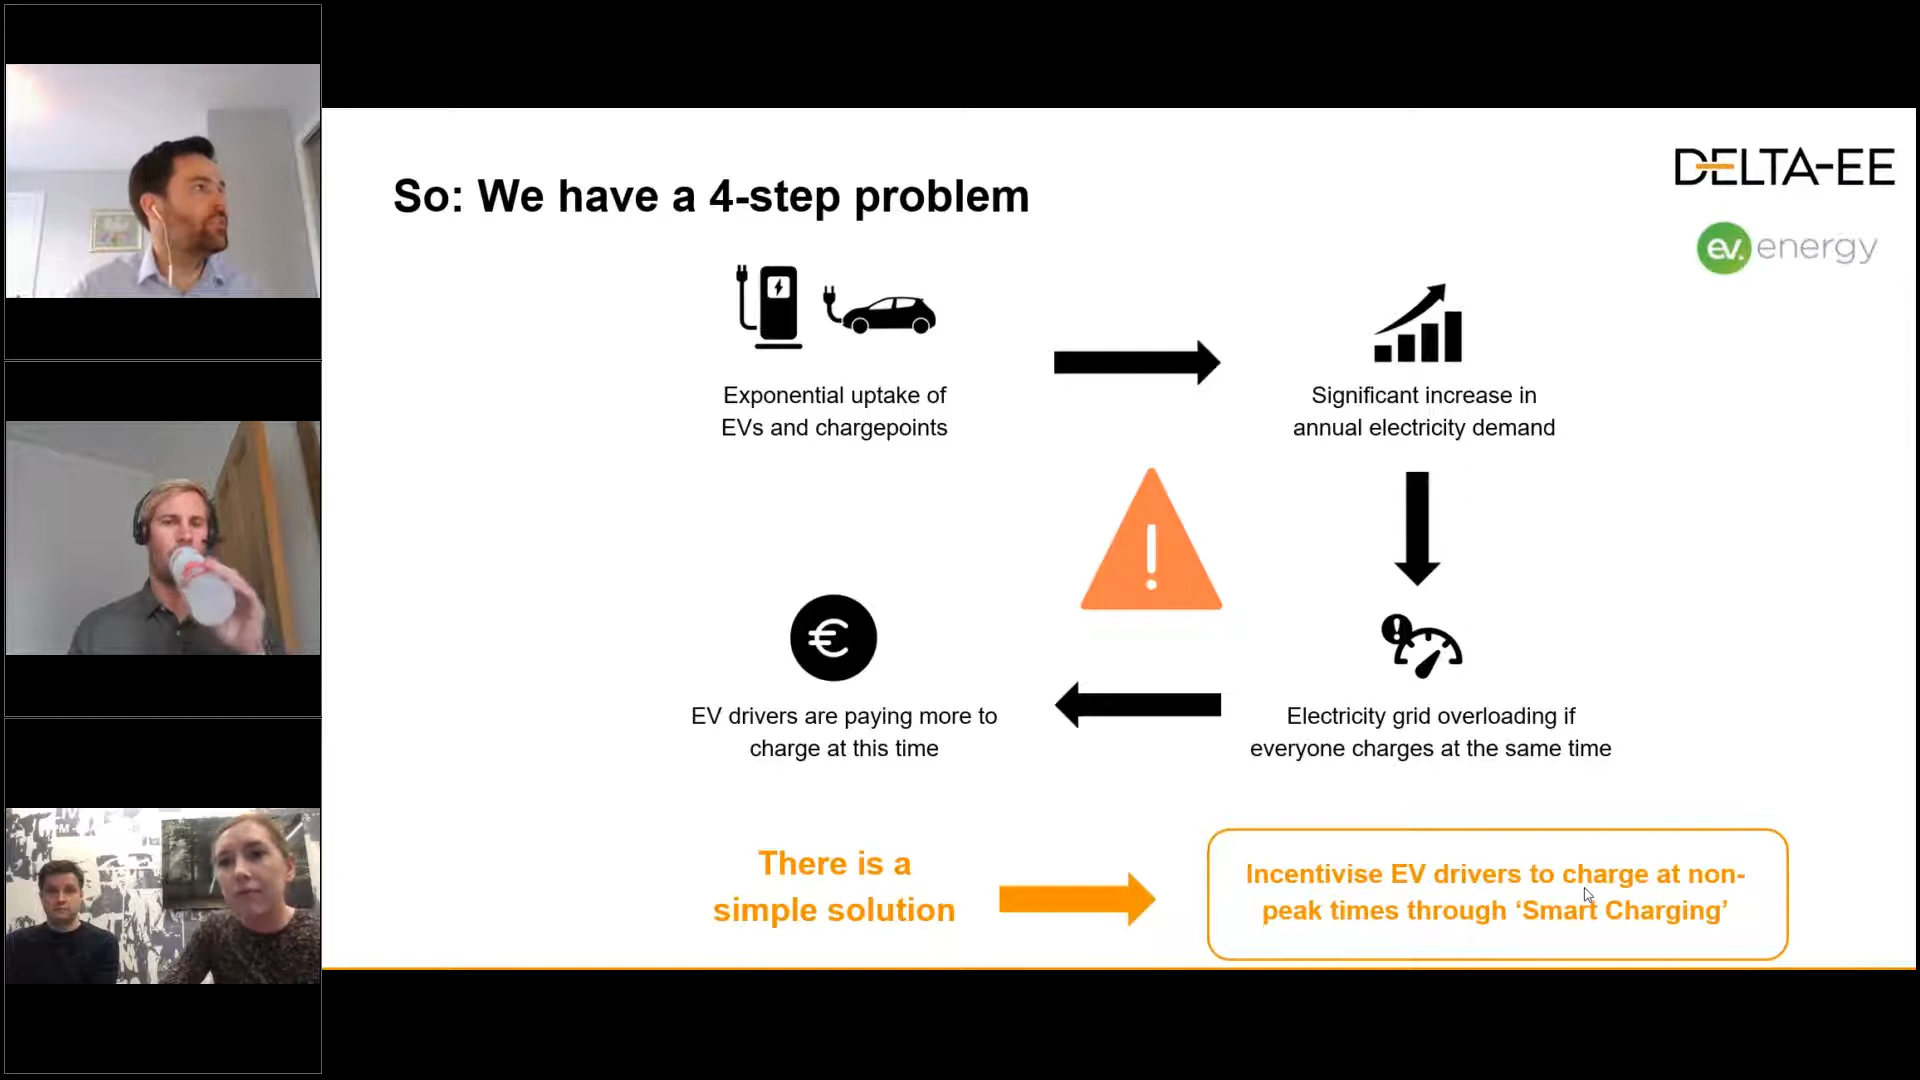 So: We have a 4-step problem
DELTA-EE
ev.energy
Exponential uptake of
EVs and chargepoints
Significant increase in
annual electricity demand
!
€
!
EV drivers are paying more to
charge at this time
Electricity grid overloading if
everyone charges at the same time
There is a
simple solution
Incentivise EV drivers to charge at non-
peak times through ‘Smart Charging’